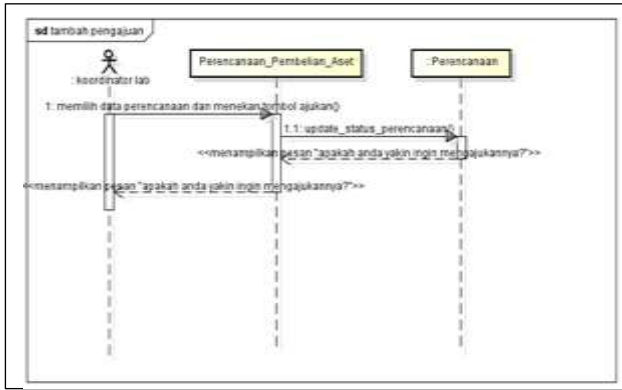 sd tambah pengajuan
Perencanaan_Pembelian_Aset
::Perencanaan
: koordinator lab
1: memilih data perencanaan dan menekan tombol ajukan()
1.1: update_status_perencanaan()
<<menampilkan pesan "apakah anda yakin ingin mengajukannya?">>
<<menampilkan pesan "apakah anda yakin ingin mengajukannya?">>